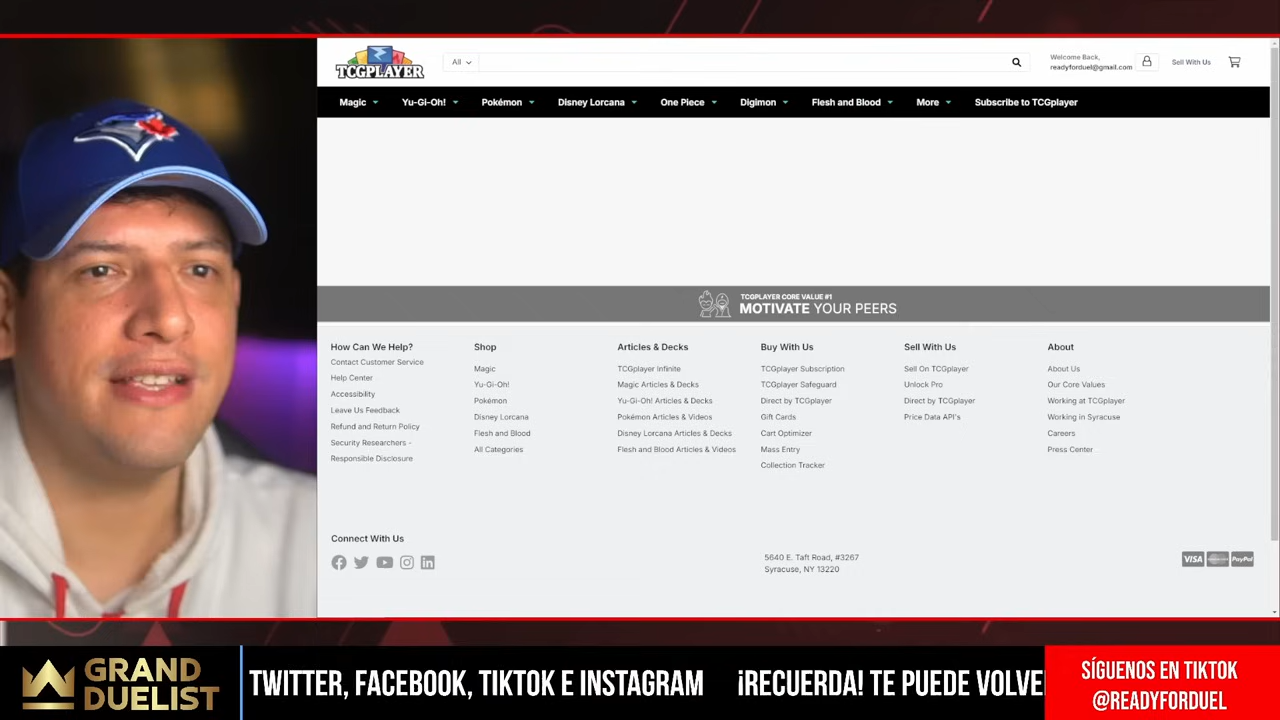 TCGPLAYER
All
Welcome Back,
readyforduel@gmail.com
Sell With Us
Magic
Yu-Gi-Oh!
Pokémon
Disney Lorcana
One Piece
Digimon
Flesh and Blood
More
Subscribe to TCGplayer
TCGPLAYER CORE VALUE #1
MOTIVATE YOUR PEERS
How Can We Help?
Contact Customer Service
Help Center
Accessibility
Leave Us Feedback
Refund and Return Policy
Security Researchers -
Responsible Disclosure
Shop
Magic
Yu-Gi-Oh!
Pokémon
Disney Lorcana
Flesh and Blood
All Categories
Articles & Decks
TCGplayer Infinite
Magic Articles & Decks
Yu-Gi-Oh! Articles & Decks
Pokémon Articles & Videos
Disney Lorcana Articles & Decks
Flesh and Blood Articles & Videos
Buy With Us
TCGplayer Subscription
TCGplayer Safeguard
Direct by TCGplayer
Gift Cards
Cart Optimizer
Mass Entry
Collection Tracker
Sell With Us
Sell On TCGplayer
Unlock Pro
Direct by TCGplayer
Price Data API's
About
About Us
Our Core Values
Working at TCGplayer
Working in Syracuse
Careers
Press Center
Connect With Us
5640 E. Taft Road, #3267
Syracuse, NY 13220
VISA
PayPal
GRAND
DUELIST
TWITTER, FACEBOOK, TIKTOK E INSTAGRAM
¡RECUERDA! TE PUEDE VOLVE
SÍGUENOS EN TIKTOK
@READYFORDUEL